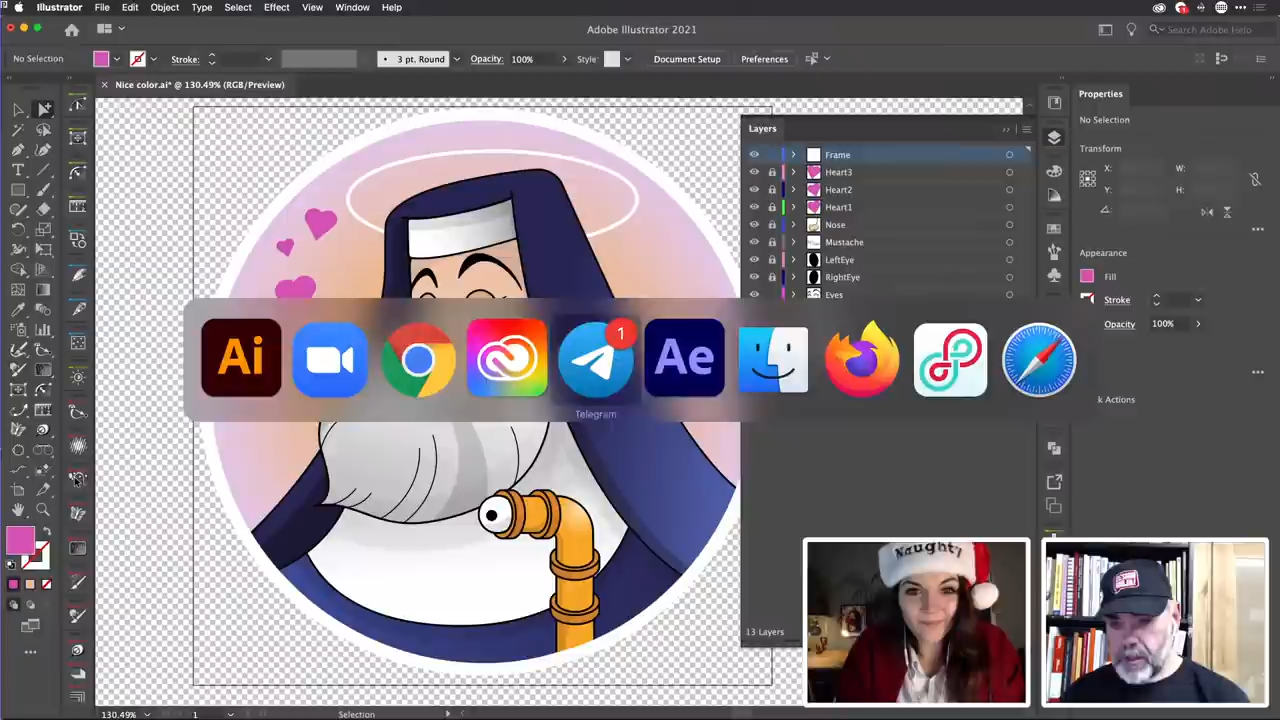 Illustrator File Edit Object Type Select Effect View Window Help
Adobe Illustrator 2021
Search Adobe Help
No Selection
Stroke:
3 pt. Round
Opacity: 100%
Style:
Document Setup
Preferences
Nice color.ai* @ 130.49% (RGB/Preview)
Layers
Frame
Heart3
Heart2
Heart1
Nose
Mustache
LeftEye
RightEye
Eyes
13 Layers
Properties
No Selection
Transform
X:
W:
Y:
H:
Appearance
Fill
Stroke
Opacity 100%
k Actions
Ai
Ae
1
Telegram
Naughty
130.49%
1
Selection